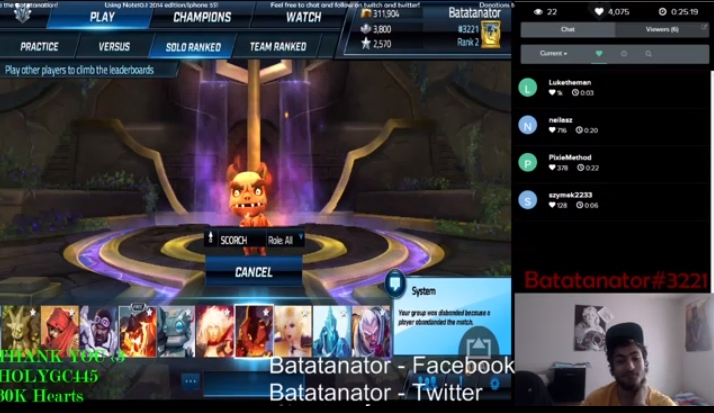 Using Note10.1 2014 edition/Iphone 5S!
Feel free to chat and follow on twitch and twitter!
PLAY
CHAMPIONS
WATCH
311,904
3,800
2,570
Batatanator
#3221
Rank 2
PRACTICE
VERSUS
SOLO RANKED
TEAM RANKED
Play other players to climb the leaderboards
SCORCH
Role: All
CANCEL
System
Your group was disbanded because a
player abandonded the match.
THANK YOU :3
HOLYGC445
30K Hearts
Batatanator - Facebook
Batatanator - Twitter
22
4,075
0:25:19
Chat
Viewers (6)
Current
L
Luketheman
1k
0:03
N
neilasz
716
0:20
P
PixieMethod
378
0:22
S
szymek2233
128
0:06
Batatanator#3221